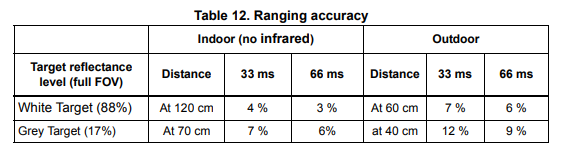 Table 12. Ranging accuracy
Indoor (no infrared) Outdoor
Target reflectance level (full FOV) Distance 33 ms 66 ms Distance 33 ms 66 ms
White Target (88%) At 120 cm 4 % 3 % At 60 cm 7 % 6 %
Grey Target (17%) At 70 cm 7 % 6% at 40 cm 12 % 9 %